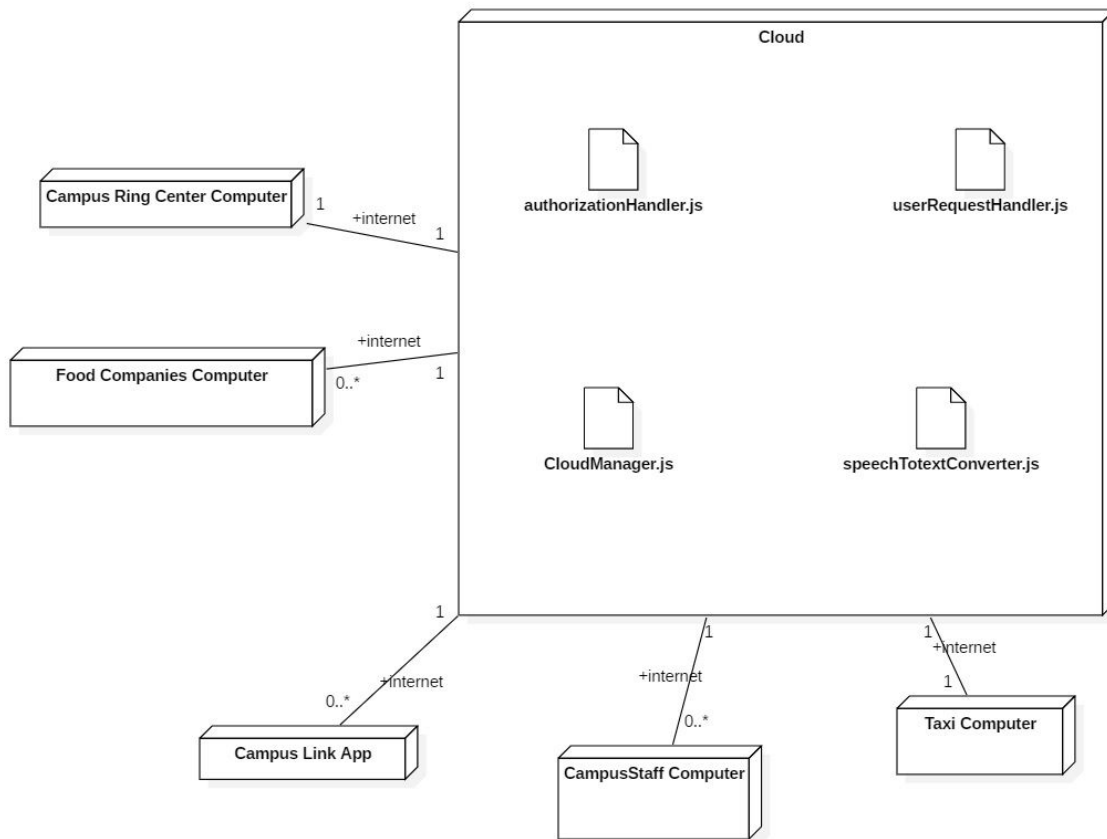 Cloud
authorizationHandler.js
userRequestHandler.js
Campus Ring Center Computer
1
+internet
1
+internet
Food Companies Computer
0..*
1
CloudManager.js
speechTotextConverter.js
1
1
1
+internet
+internet
+internet
0..*
1
0..*
Campus Link App
CampusStaff Computer
Taxi Computer